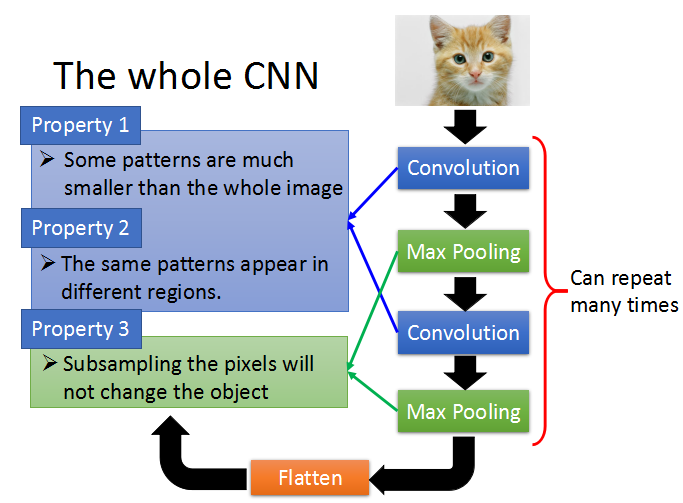 The whole CNN
Property 1
➢ Some patterns are much
smaller than the whole image
Property 2
➢ The same patterns appear in
different regions.
Property 3
➢ Subsampling the pixels will
not change the object
Convolution
Max Pooling
Convolution
Max Pooling
Can repeat
many times
Flatten